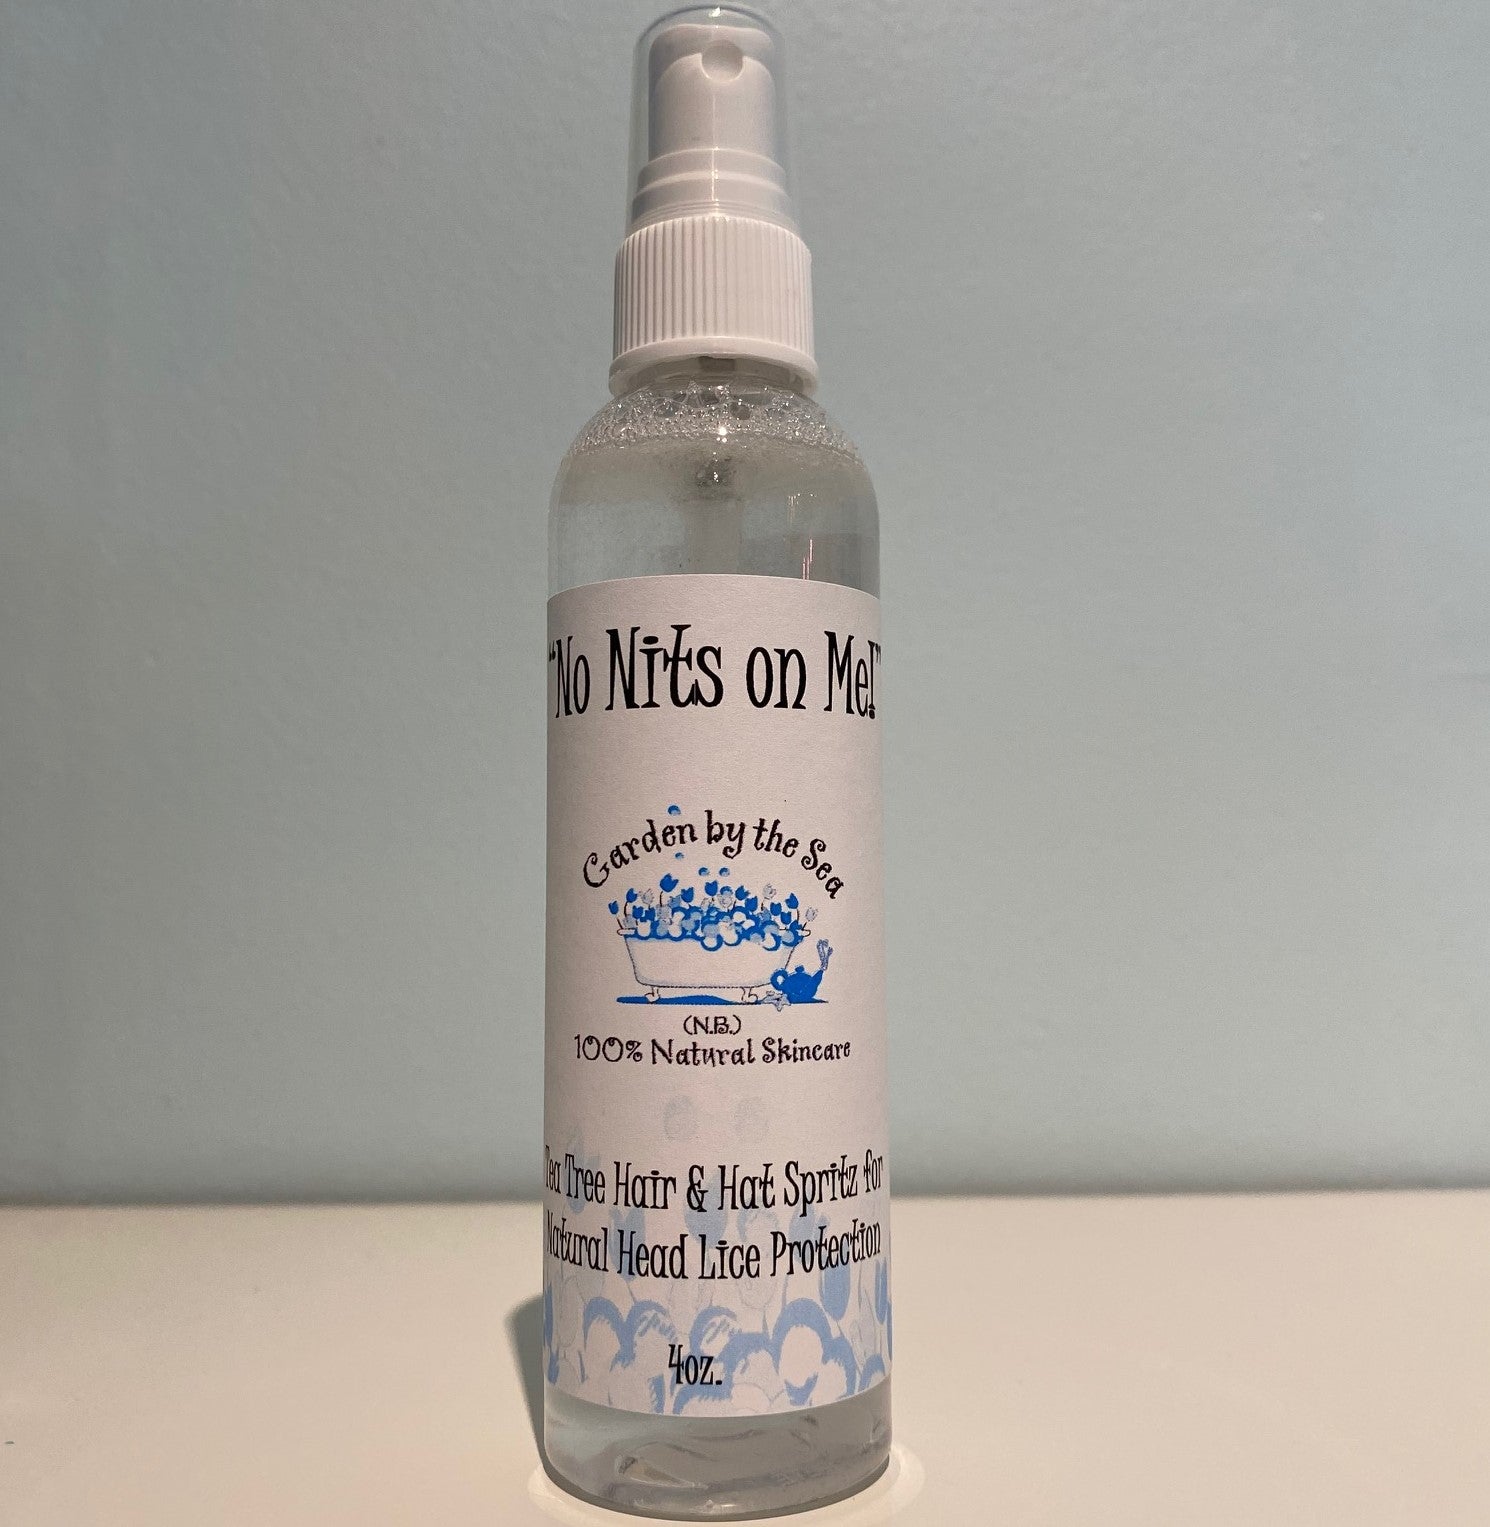 "No Nits on Me!"
Garden by the Sea
(N.B.)
100% Natural Skincare
Tea Tree Hair & Hat Spritz for
Natural Head Lice Protection
4oz.